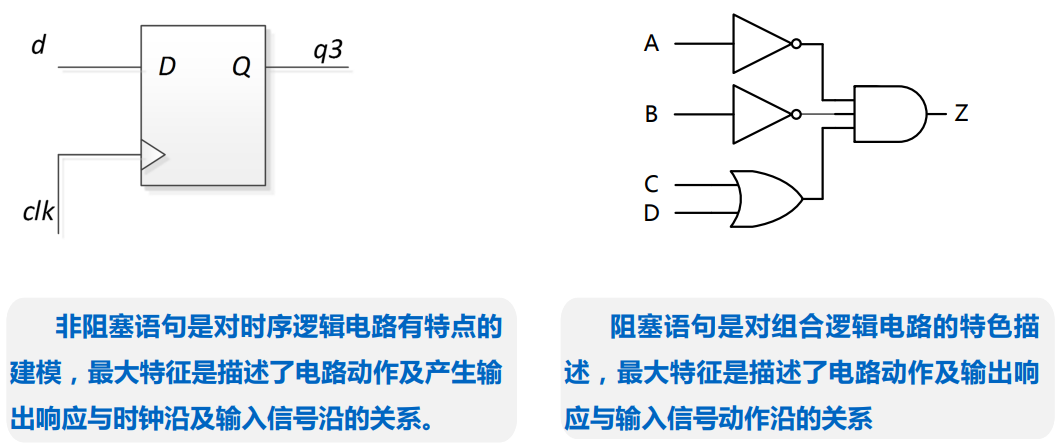 d
D
Q
q3
clk
A
B
C
D
Z
非阻塞语句是对时序逻辑电路有特点的
建模，最大特征是描述了电路动作及产生输
出响应与时钟沿及输入信号沿的关系。
阻塞语句是对组合逻辑电路的特色描
述，最大特征是描述了电路动作及输出响
应与输入信号动作沿的关系